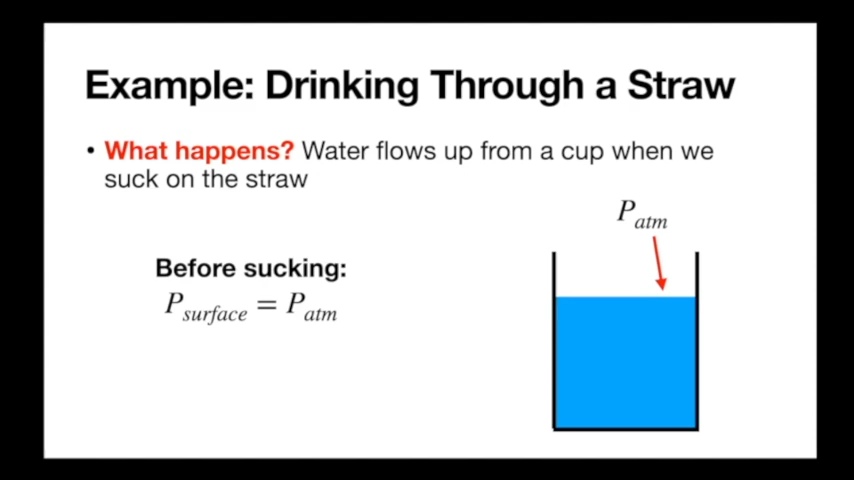 Example: Drinking Through a Straw
• What happens? Water flows up from a cup when we
suck on the straw
P_atm
Before sucking:
P_surface = P_atm